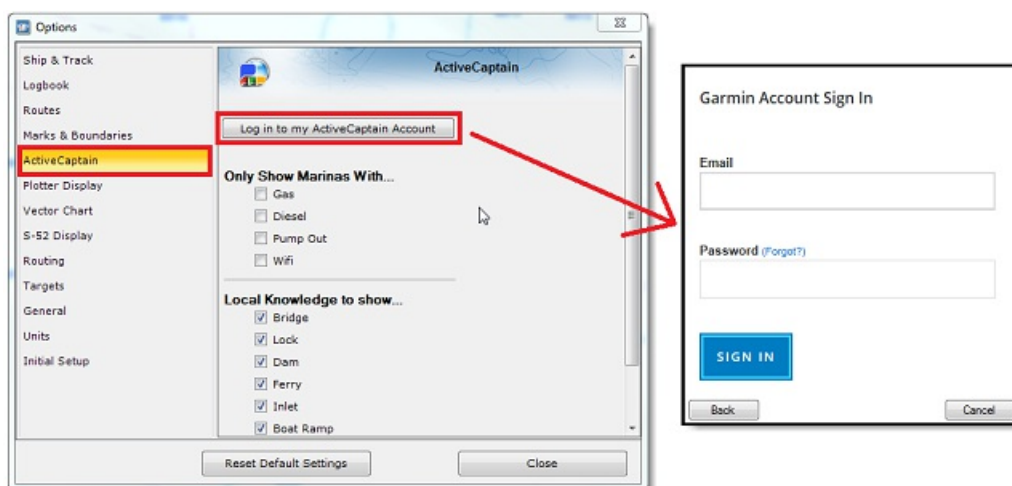 Options
Ship & Track
Logbook
Routes
Marks & Boundaries
ActiveCaptain
Plotter Display
Vector Chart
S-52 Display
Routing
Targets
General
Units
Initial Setup
ActiveCaptain
Log in to my ActiveCaptain Account
Only Show Marinas With...
Gas
Diesel
Pump Out
Wifi
Local Knowledge to show...
Bridge
Lock
Dam
Ferry
Inlet
Boat Ramp
Reset Default Settings
Close
Garmin Account Sign In
Email
Password (Forgot?)
SIGN IN
Back
Cancel